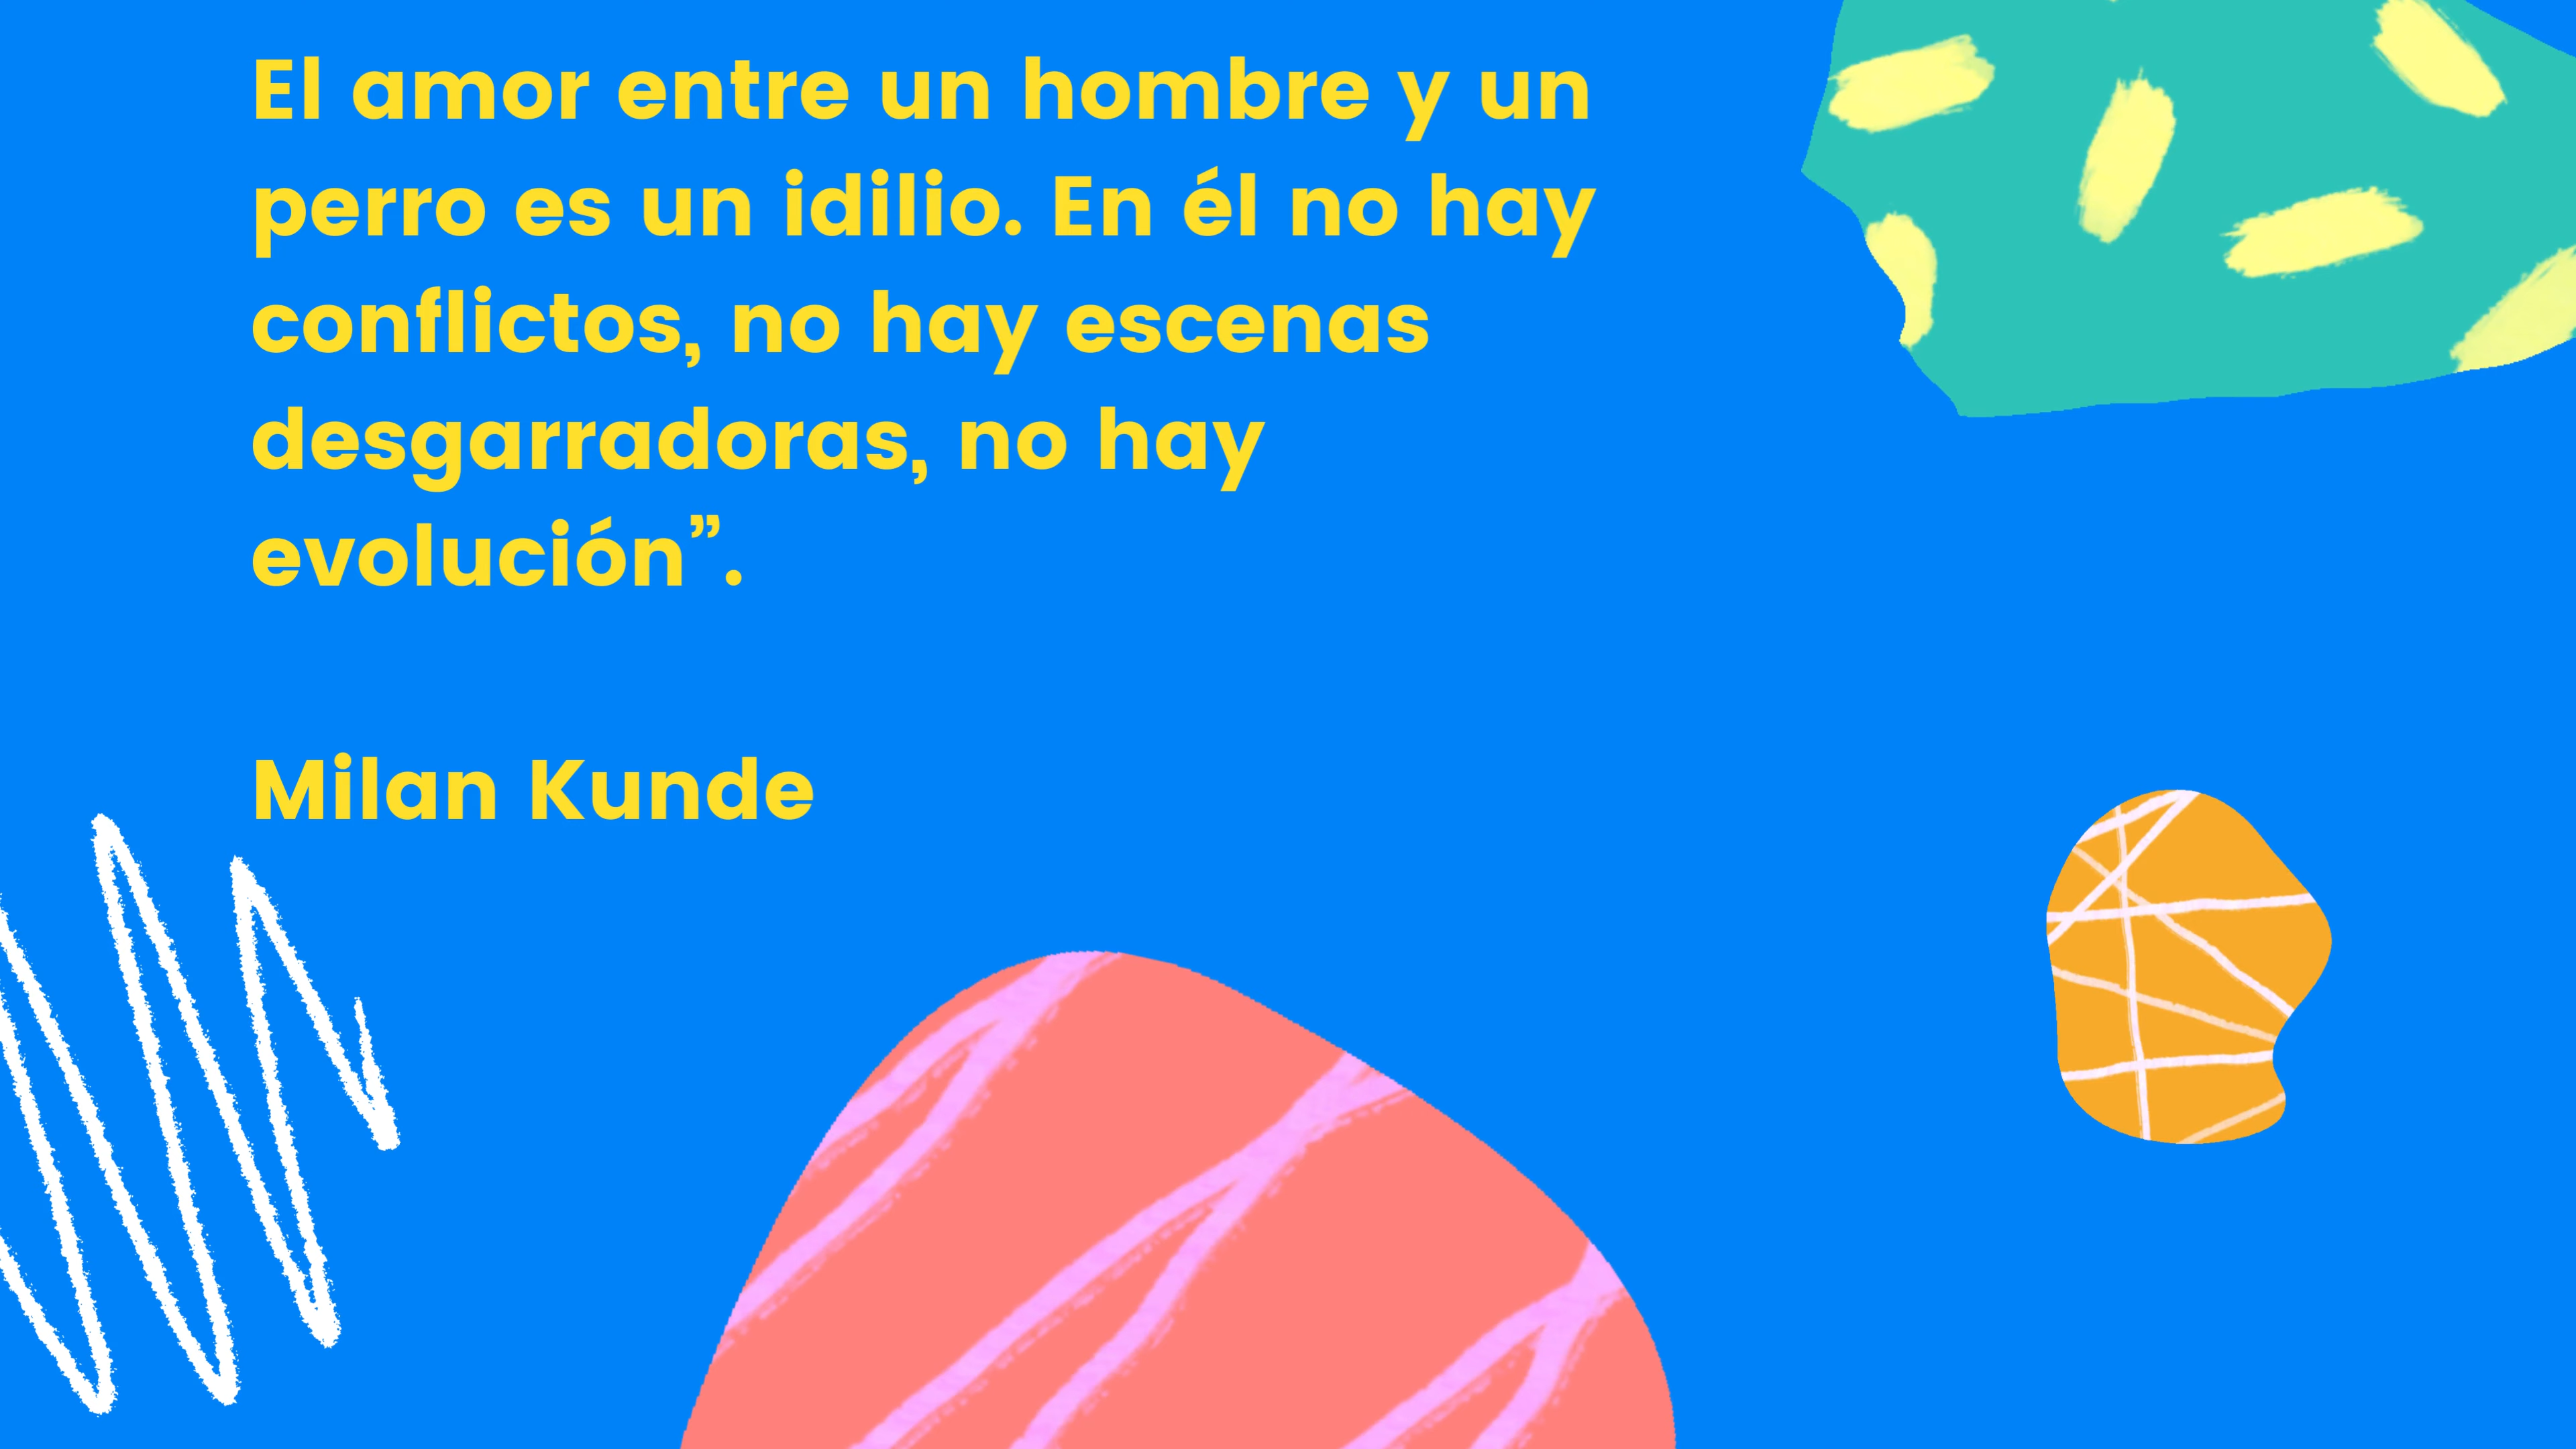 El amor entre un hombre y un
perro es un idilio. En él no hay
conflictos, no hay escenas
desgarradoras, no hay
evolución”.
Milan Kunde